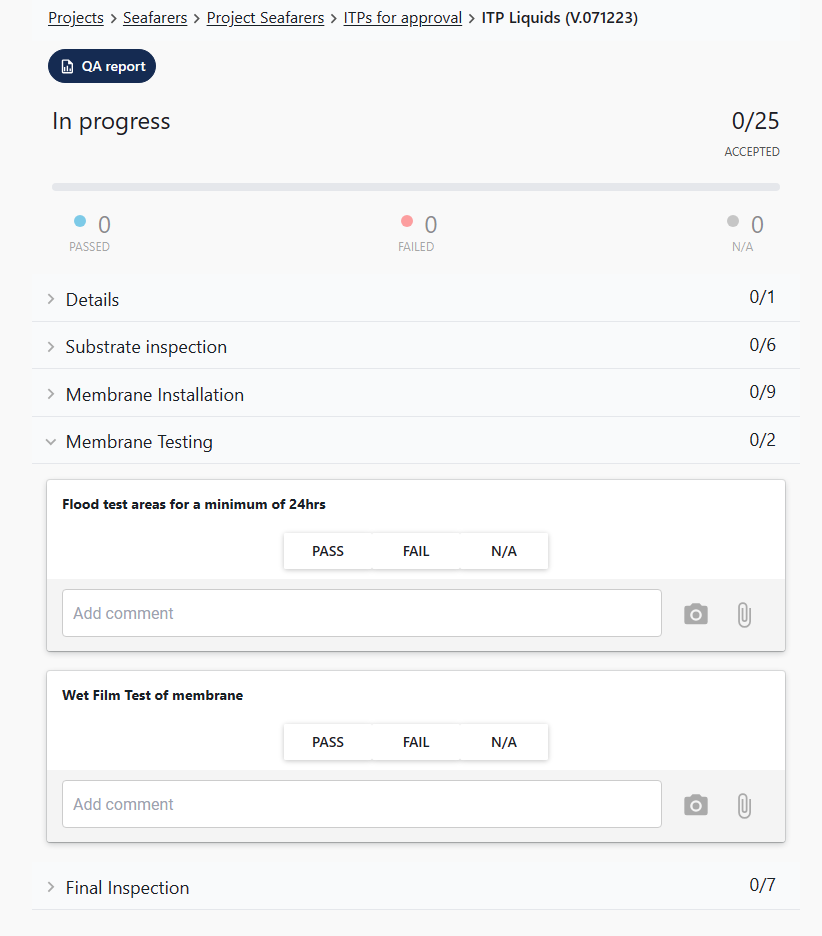 Projects > Seafarers > Project Seafarers > ITPs for approval > ITP Liquids (V.071223)
QA report
In progress 0/25
ACCEPTED
0 0 0
PASSED FAILED N/A
Details 0/1
Substrate inspection 0/6
Membrane Installation 0/9
Membrane Testing 0/2
Flood test areas for a minimum of 24hrs
PASS FAIL N/A
Add comment
Wet Film Test of membrane
PASS FAIL N/A
Add comment
Final Inspection 0/7